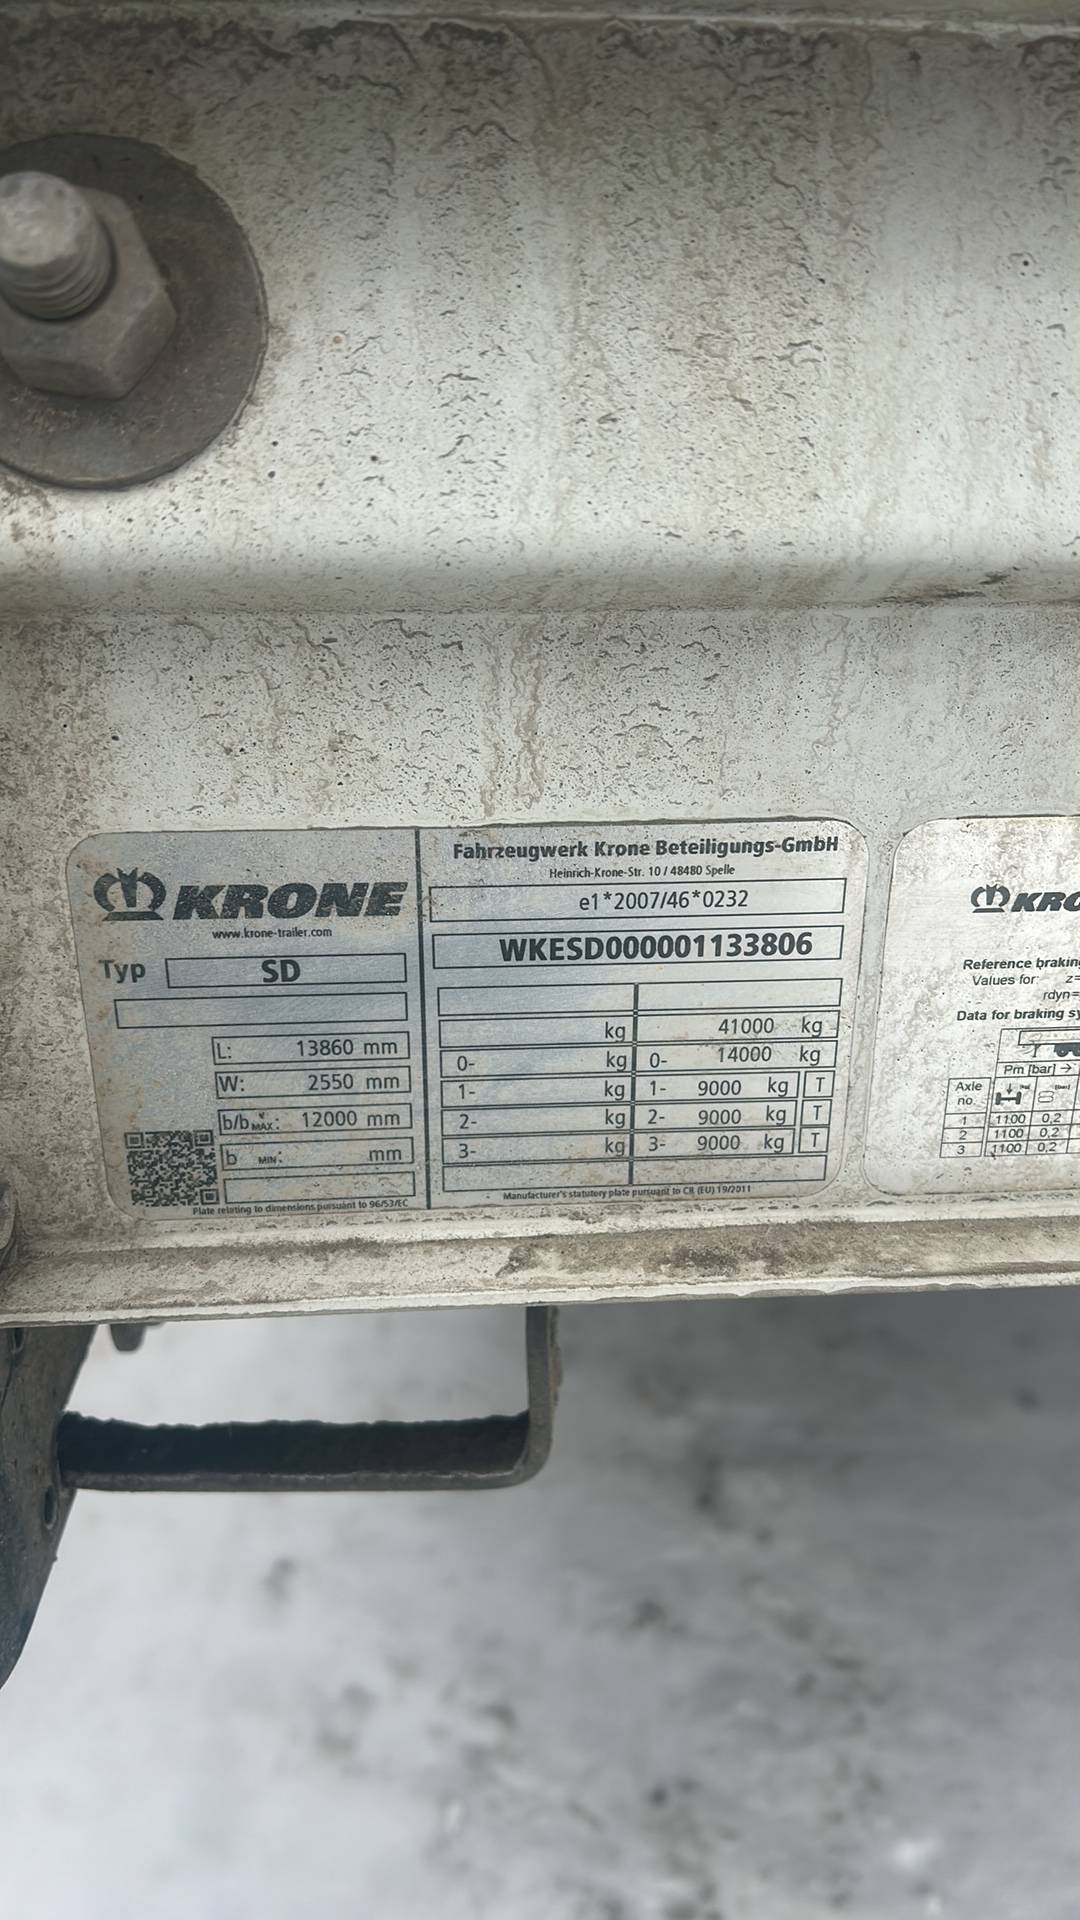 KRONE
www.krone-trailer.com
Typ SD
L: 13860 mm
W: 2550 mm
b/b MAX: 12000 mm
b MIN: mm
Plate relating to dimensions pursuant to 96/53/EC
Fahrzeugwerk Krone Beteiligungs-GmbH
Heinrich-Krone-Str. 10 / 48480 Spelle
e1*2007/46*0232
WKESD000001133806
kg 41000 kg
0- kg 0- 14000 kg
1- kg 1- 9000 kg T
2- kg 2- 9000 kg T
3- kg 3- 9000 kg T
Manufacturer's statutory plate pursuant to CR (EU) 19/2011
KRO
Reference brakin
Values for: z=
rdyn=
Data for braking sy
Pm [bar] →
Axle
no.
1 1100 0,2
2 1100 0,2
3 1100 0,2